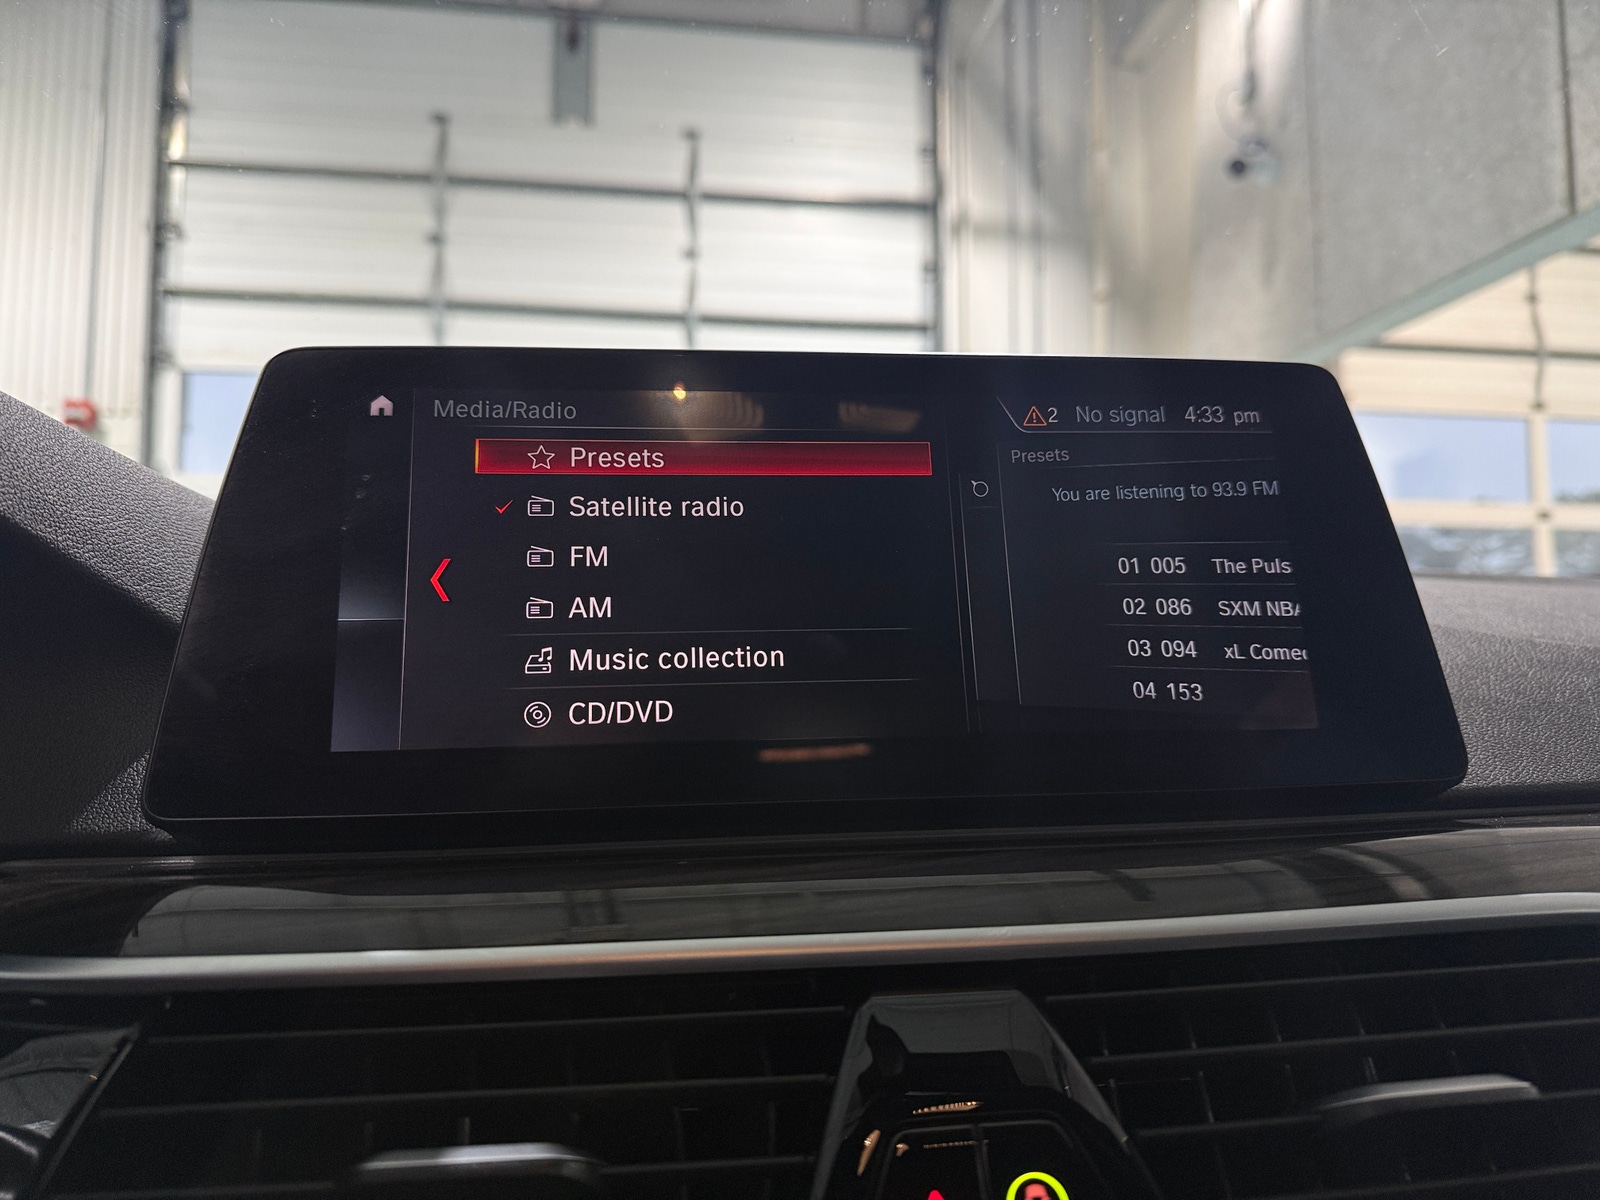 Media/Radio
2 No signal 4:33 pm
Presets
Satellite radio
FM
AM
Music collection
CD/DVD
Presets
You are listening to 93.9 FM
01 005 The Puls
02 086 SXM NBA
03 094 xL Come
04 153